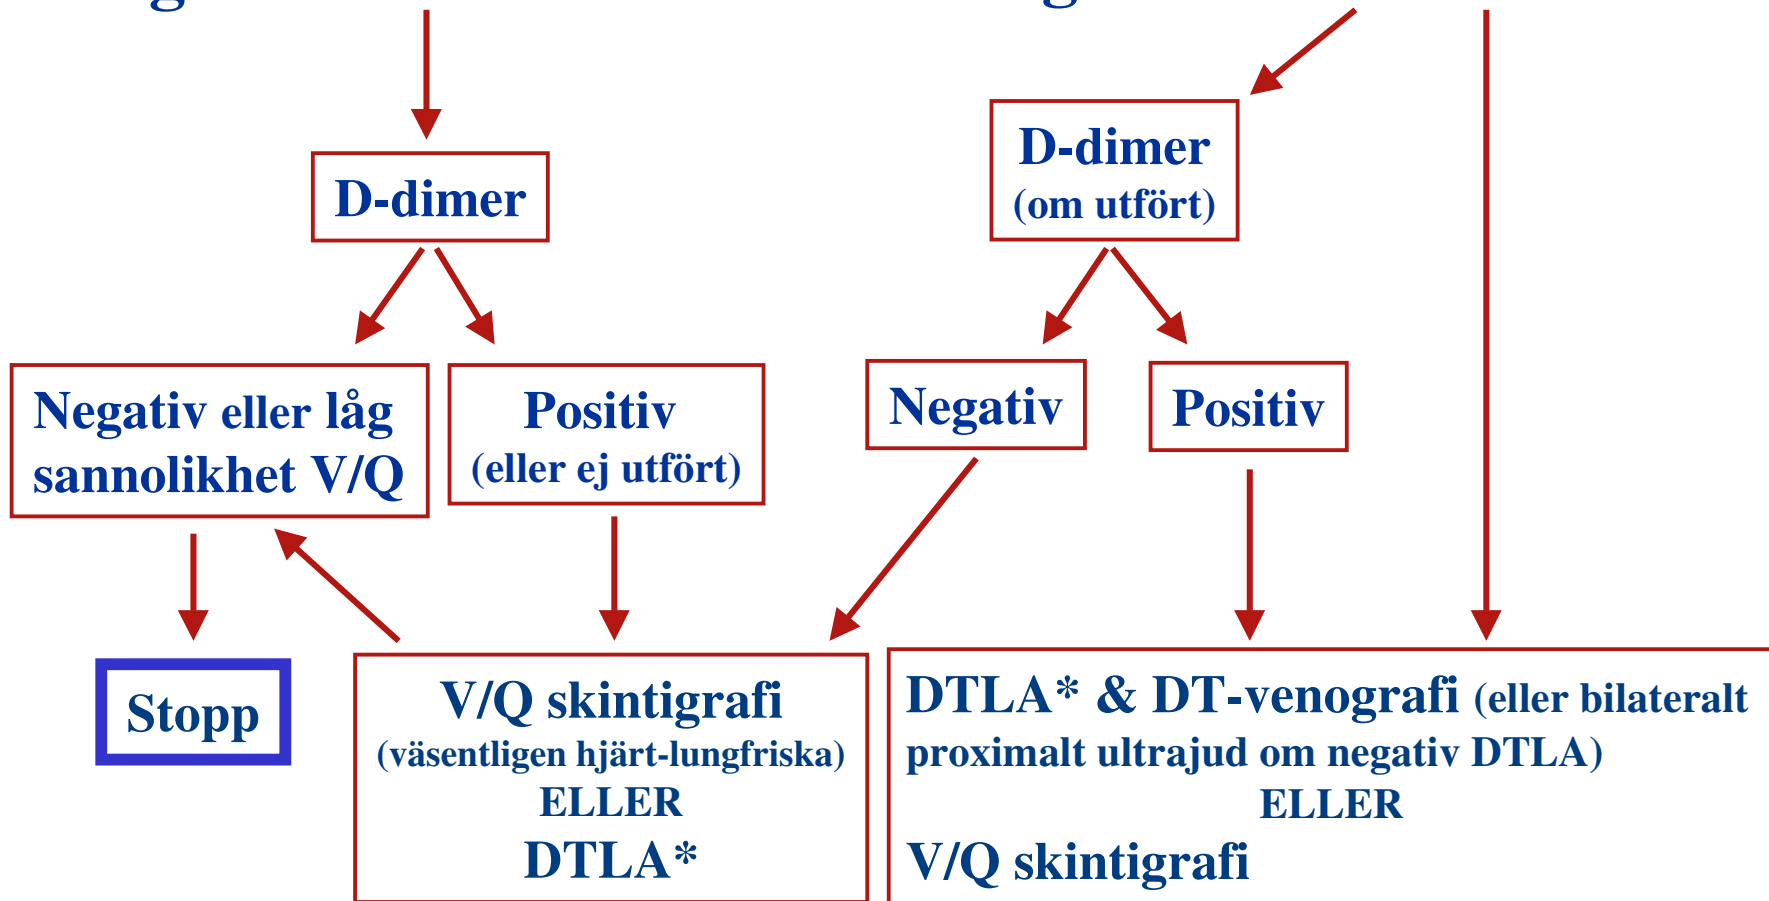 D-dimer
D-dimer
(om utfört)
Negativ eller låg
sannolikhet V/Q
Positiv
(eller ej utfört)
Negativ
Positiv
Stopp
V/Q skintigrafi
(väsentligen hjärt-lungfriska)
ELLER
DTLA*
DTLA* & DT-venografi (eller bilateralt
proximalt ultrajud om negativ DTLA)
ELLER
V/Q skintigrafi